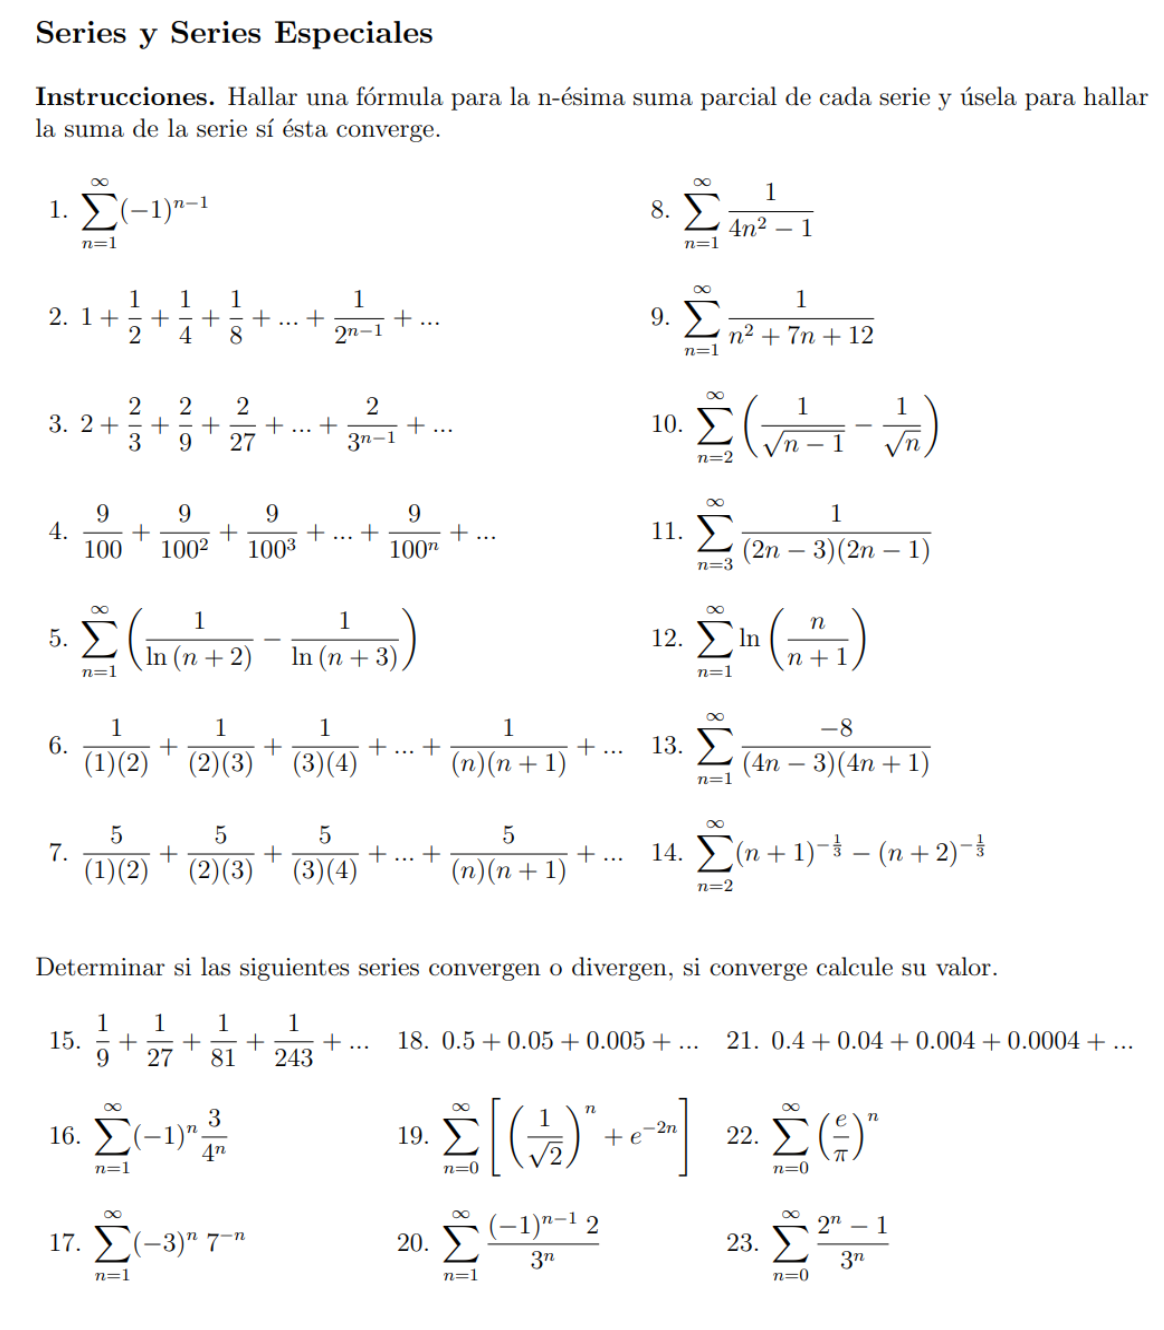 Series y Series Especiales
Instrucciones. Hallar una fórmula para la n-ésima suma parcial de cada serie y úsela para hallar
la suma de la serie sí ésta converge.
1. $\sum_{n=1}^{\infty} (-1)^{n-1}$
8. $\sum_{n=1}^{\infty} \frac{1}{4n^2 - 1}$
2. $1 + \frac{1}{2} + \frac{1}{4} + \frac{1}{8} + ... + \frac{1}{2^{n-1}} + ...$
9. $\sum_{n=1}^{\infty} \frac{1}{n^2 + 7n + 12}$
3. $2 + \frac{2}{3} + \frac{2}{9} + \frac{2}{27} + ... + \frac{2}{3^{n-1}} + ...$
10. $\sum_{n=2}^{\infty} \left( \frac{1}{\sqrt{n-1}} - \frac{1}{\sqrt{n}} \right)$
4. $\frac{9}{100} + \frac{9}{100^2} + \frac{9}{100^3} + ... + \frac{9}{100^n} + ...$
11. $\sum_{n=3}^{\infty} \frac{1}{(2n-3)(2n-1)}$
5. $\sum_{n=1}^{\infty} \left( \frac{1}{\ln(n+2)} - \frac{1}{\ln(n+3)} \right)$
12. $\sum_{n=1}^{\infty} \ln \left( \frac{n}{n+1} \right)$
6. $\frac{1}{(1)(2)} + \frac{1}{(2)(3)} + \frac{1}{(3)(4)} + ... + \frac{1}{(n)(n+1)} + ...$
13. $\sum_{n=1}^{\infty} \frac{-8}{(4n-3)(4n+1)}$
7. $\frac{5}{(1)(2)} + \frac{5}{(2)(3)} + \frac{5}{(3)(4)} + ... + \frac{5}{(n)(n+1)} + ...$
14. $\sum_{n=2}^{\infty} (n+1)^{-\frac{1}{3}} - (n+2)^{-\frac{1}{3}}$
Determinar si las siguientes series convergen o divergen, si converge calcule su valor.
15. $\frac{1}{9} + \frac{1}{27} + \frac{1}{81} + \frac{1}{243} + ...$
18. $0.5 + 0.05 + 0.005 + ...$
21. $0.4 + 0.04 + 0.004 + 0.0004 + ...$
16. $\sum_{n=1}^{\infty} (-1)^n \frac{3}{4^n}$
19. $\sum_{n=0}^{\infty} \left[ \left( \frac{1}{\sqrt{2}} \right)^n + e^{-2n} \right]$
22. $\sum_{n=0}^{\infty} \left( \frac{e}{\pi} \right)^n$
17. $\sum_{n=1}^{\infty} (-3)^n \, 7^{-n}$
20. $\sum_{n=1}^{\infty} \frac{(-1)^{n-1} \, 2}{3^n}$
23. $\sum_{n=0}^{\infty} \frac{2^n - 1}{3^n}$